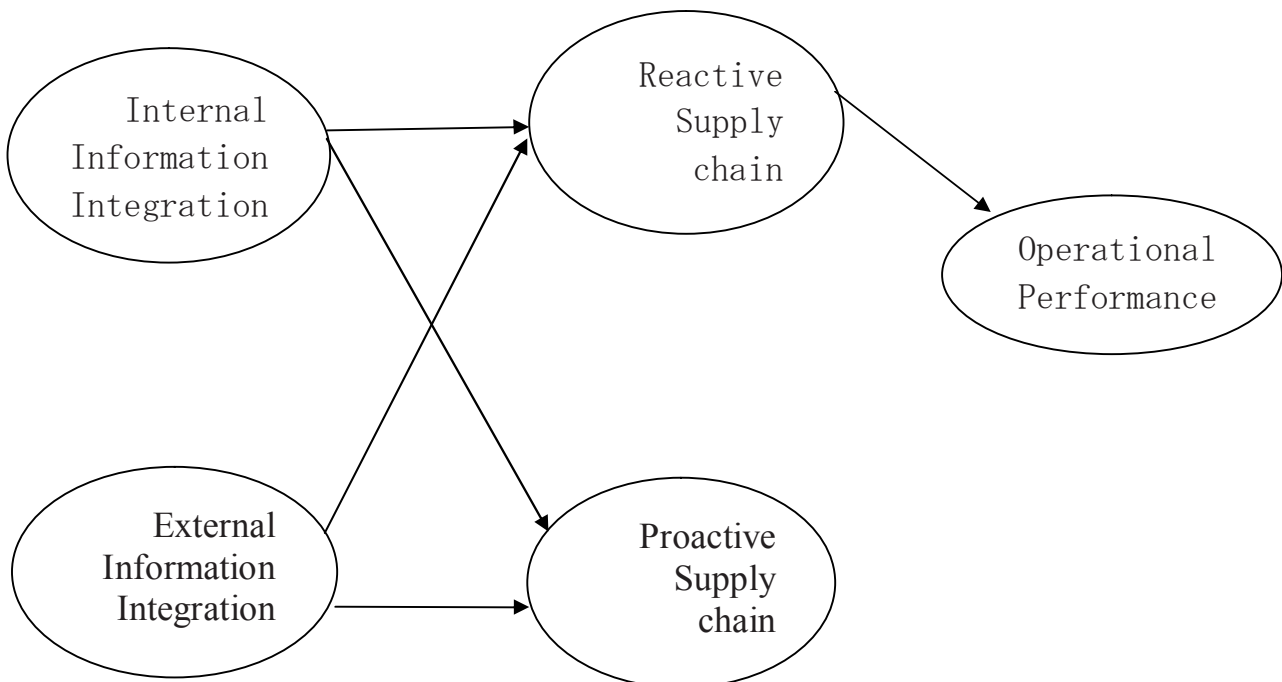 Internal
Information
Integration
Reactive
Supply
chain
Operational
Performance
External
Information
Integration
Proactive
Supply
chain